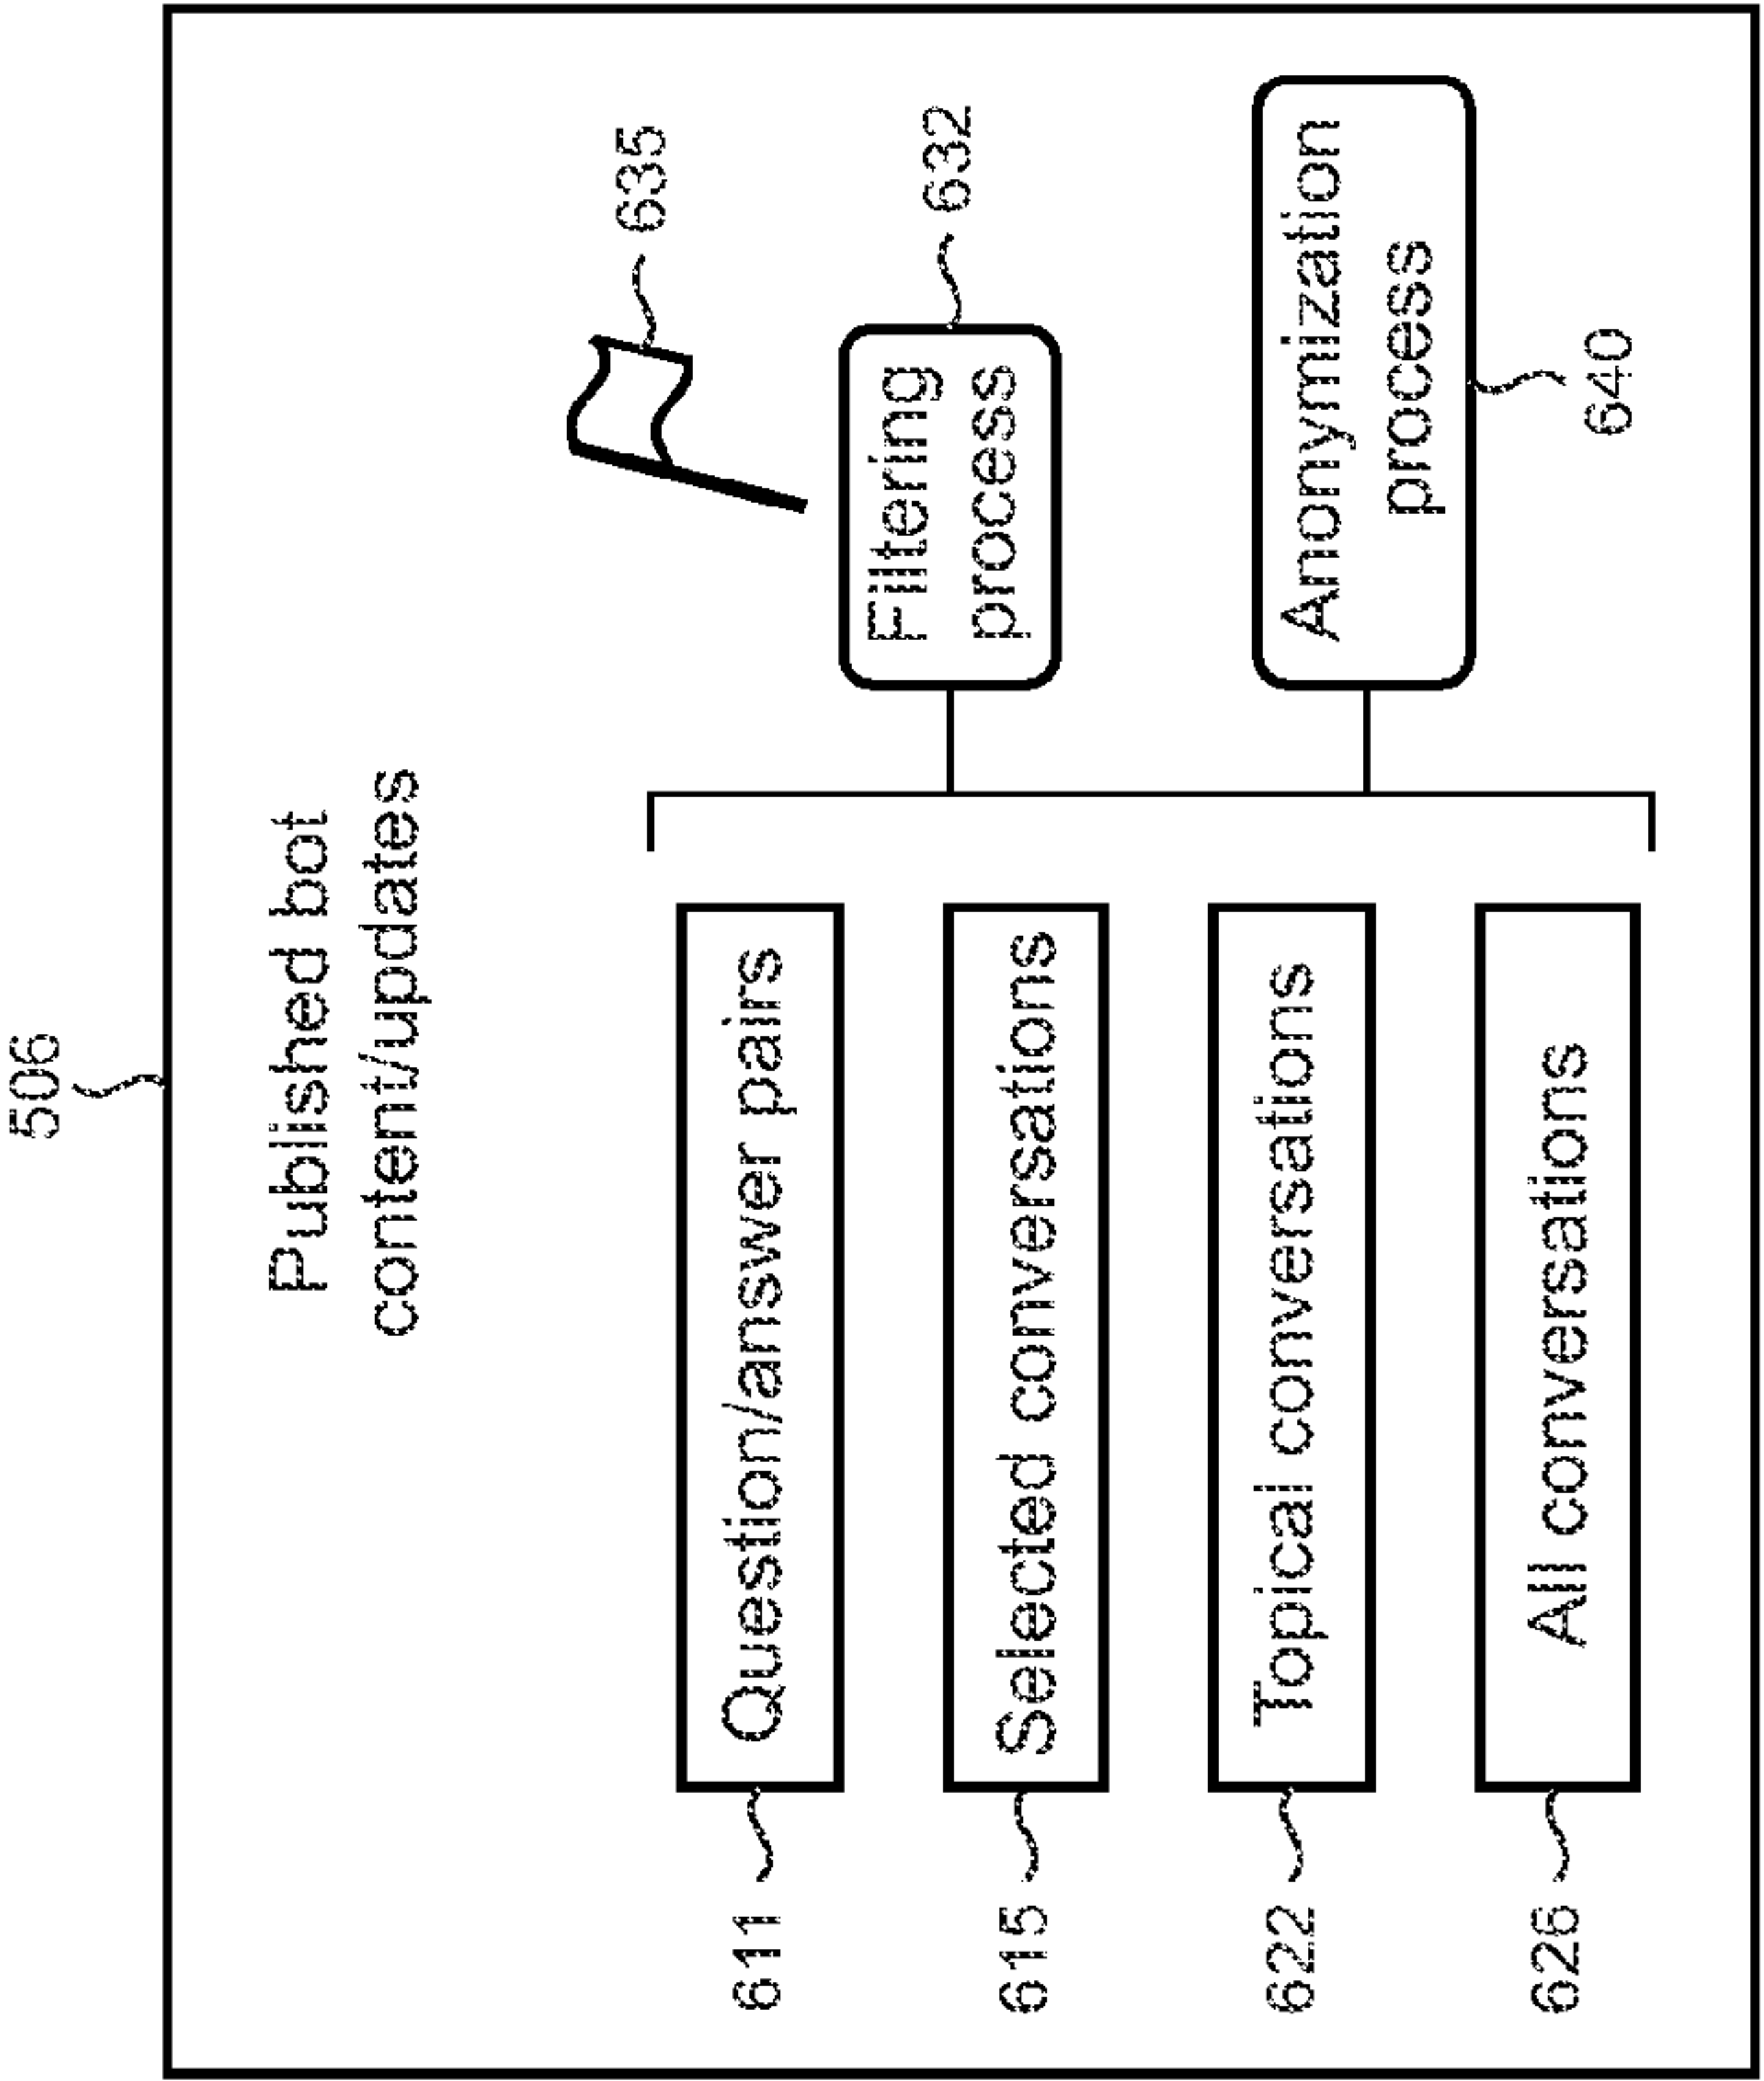 506
Published bot
content/updates
635
611
Question/answer pairs
Filtering
process
632
615
Selected conversations
622
Topical conversations
Anonymization
process
640
626
All conversations